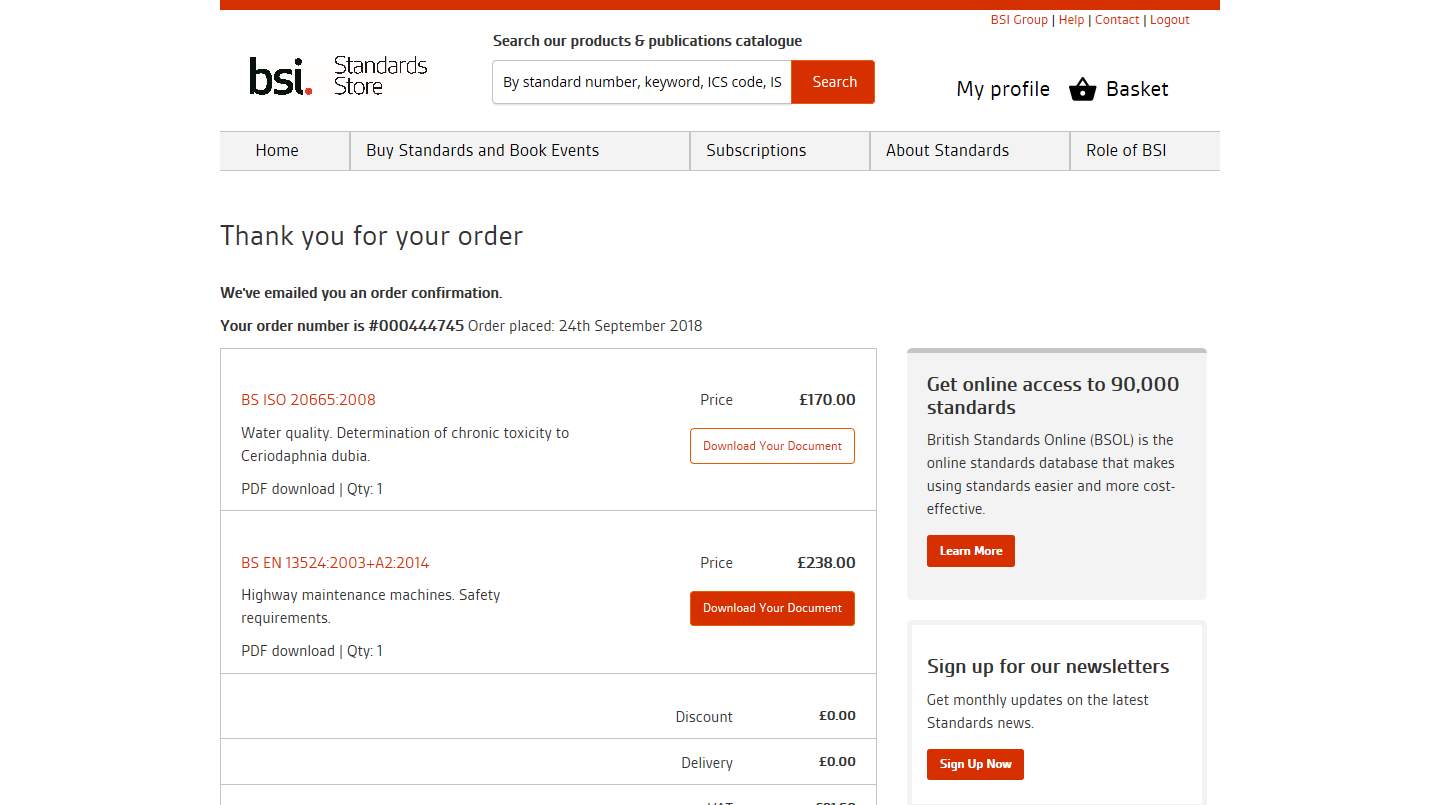 BSI Group | Help | Contact | Logout
Search our products & publications catalogue
bsi. Standards Store
By standard number, keyword, ICS code, IS
Search
My profile
Basket
Home
Buy Standards and Book Events
Subscriptions
About Standards
Role of BSI
Thank you for your order
We've emailed you an order confirmation.
Your order number is #000444745 Order placed: 24th September 2018
BS ISO 20665:2008
Price £170.00
Water quality. Determination of chronic toxicity to
Ceriodaphnia dubia.
Download Your Document
PDF download | Qty: 1
BS EN 13524:2003+A2:2014
Price £238.00
Highway maintenance machines. Safety
requirements.
Download Your Document
PDF download | Qty: 1
Discount £0.00
Delivery £0.00
Get online access to 90,000
standards
British Standards Online (BSOL) is the
online standards database that makes
using standards easier and more cost-
effective.
Learn More
Sign up for our newsletters
Get monthly updates on the latest
Standards news.
Sign Up Now